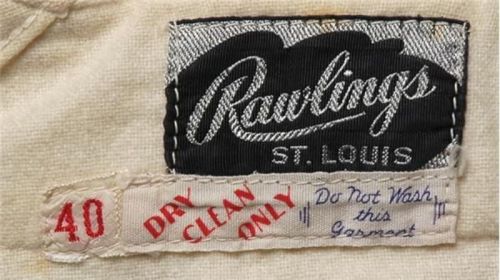 Rawlings
ST. LOUIS
40
DRY
CLEAN
ONLY
Do Not Wash
this
Garment